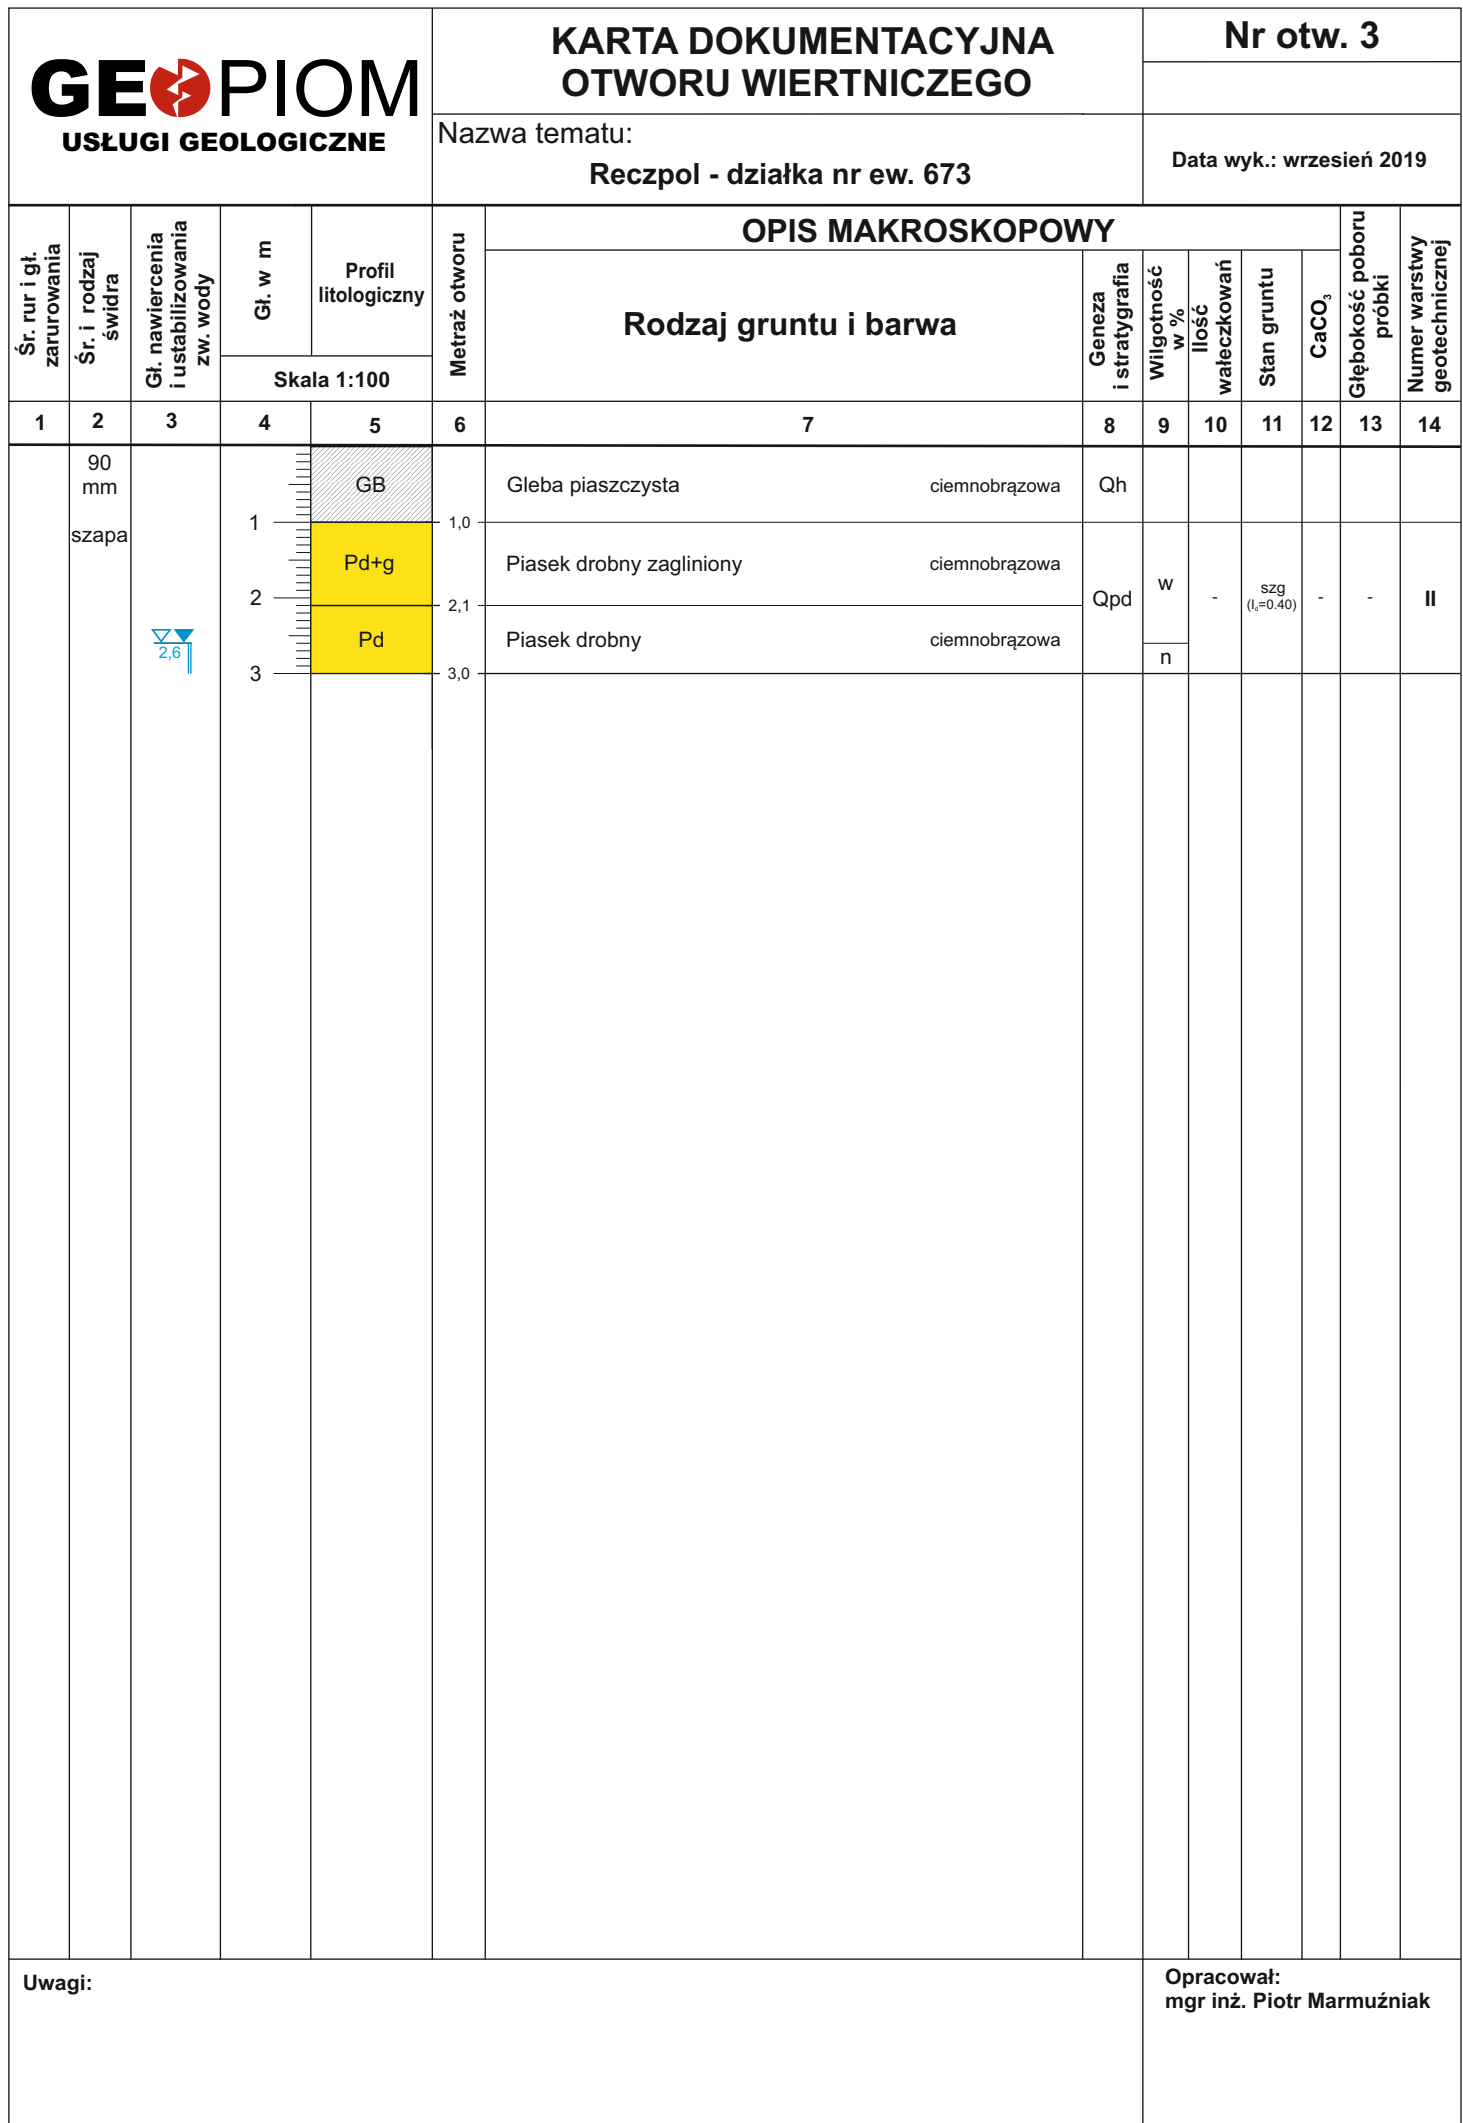 GEOPIOM
USŁUGI GEOLOGICZNE
KARTA DOKUMENTACYJNA
OTWORU WIERTNICZEGO
Nr otw. 3
Nazwa tematu:
Reczpol - działka nr ew. 673
Data wyk.: wrzesień 2019
Śr. rur i gł.
zarurowania
Śr. i rodzaj
świdra
Gł. nawiercenia
i ustabilizowania
zw. wody
Gł. w m
Profil
litologiczny
Skala 1:100
Metraż otworu
OPIS MAKROSKOPOWY
Rodzaj gruntu i barwa
Geneza
i stratygrafia
Wilgotność
w %
Ilość
wałeczkowań
Stan gruntu
CaCO₃
Głębokość poboru
próbki
Numer warstwy
geotechnicznej
1 2 3 4 5 6 7 8 9 10 11 12 13 14
90
mm
szapa
GB
Gleba piaszczysta ciemnobrązowa Qh
1 1,0
Pd+g
Piasek drobny zagliniony ciemnobrązowa
2 2,1
Qpd w - szg
(Id=0.40)
- - II
2,6
Pd
Piasek drobny ciemnobrązowa
n
3 3,0
Uwagi:
Opracował:
mgr inż. Piotr Marmuźniak